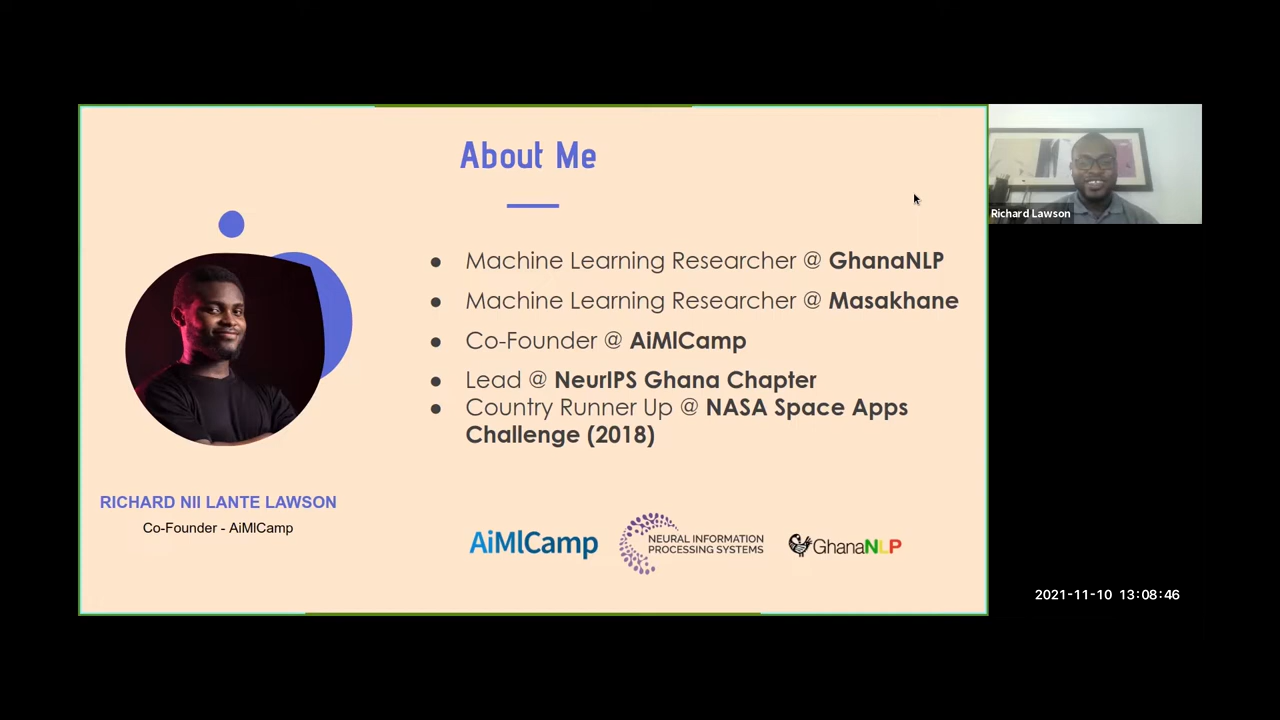 About Me
● Machine Learning Researcher @ GhanaNLP
● Machine Learning Researcher @ Masakhane
● Co-Founder @ AiMlCamp
● Lead @ NeurIPS Ghana Chapter
● Country Runner Up @ NASA Space Apps
Challenge (2018)
RICHARD NII LANTE LAWSON
Co-Founder - AiMlCamp
AiMlCamp
NEURAL INFORMATION
PROCESSING SYSTEMS
GhanaNLP
Richard Lawson
2021-11-10 13:08:46